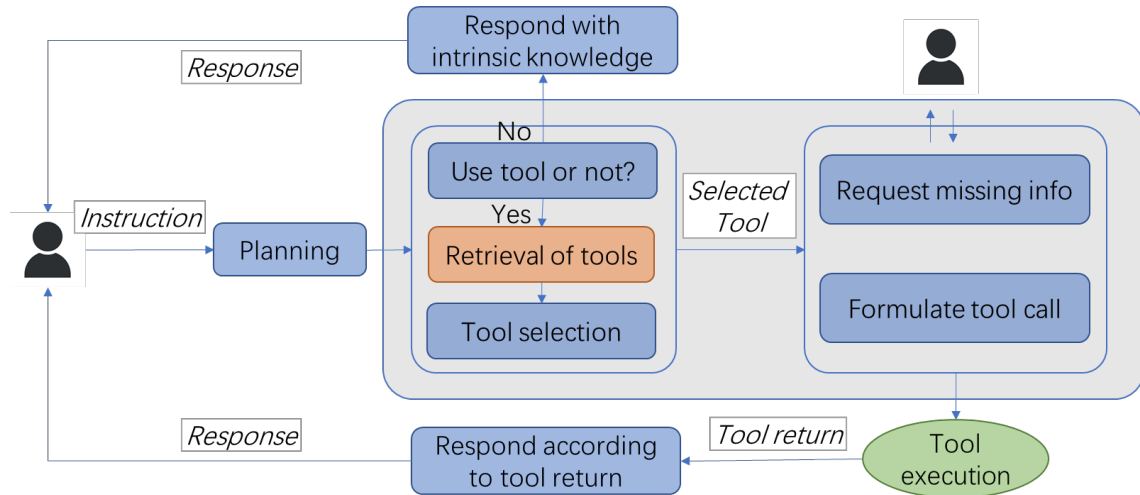 Respond with
intrinsic knowledge
Response
No
Use tool or not?
Yes
Instruction
Planning
Retrieval of tools
Tool selection
Selected
Tool
Request missing info
Formulate tool call
Response
Respond according
to tool return
Tool return
Tool
execution